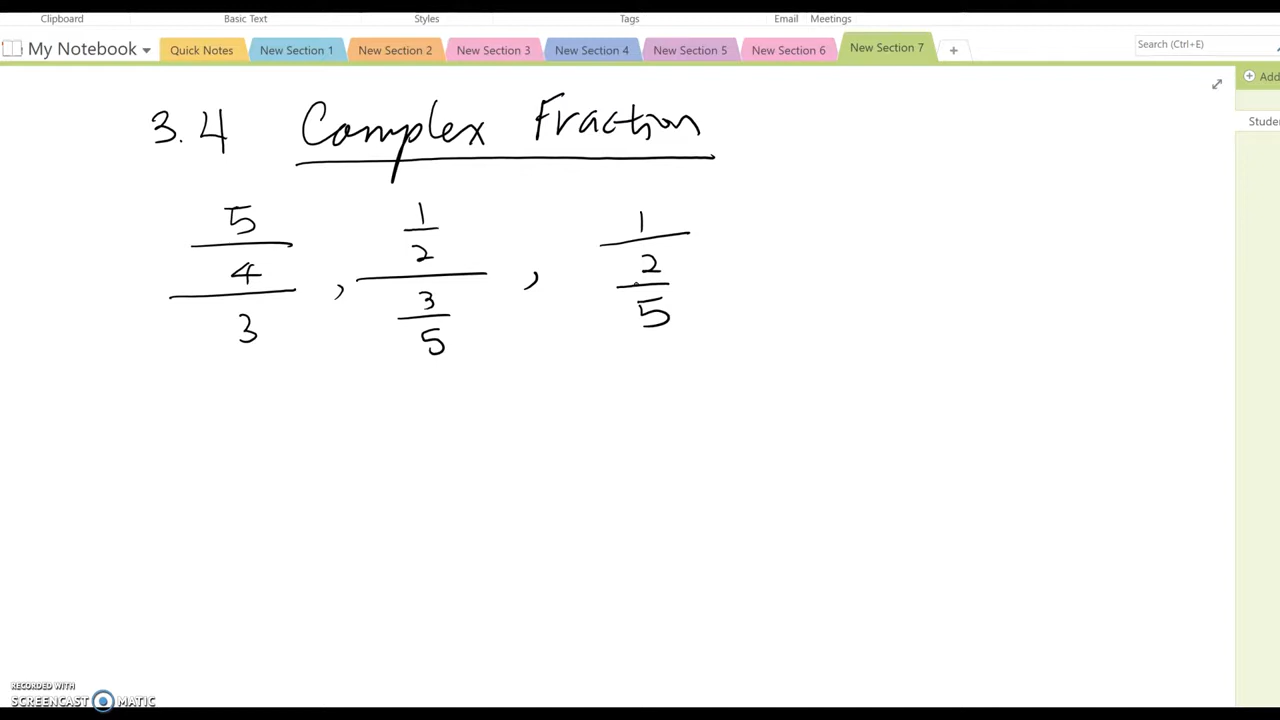 Clipboard Basic Text Styles Tags Email Meetings
My Notebook Quick Notes New Section 1 New Section 2 New Section 3 New Section 4 New Section 5 New Section 6 New Section 7 + Search (Ctrl+E)
Add
Stude
3.4 Complex Fraction
5 1 1
4 , 2 , 2
3 3 5
5
RECORDED WITH
SCREENCAST MATIC